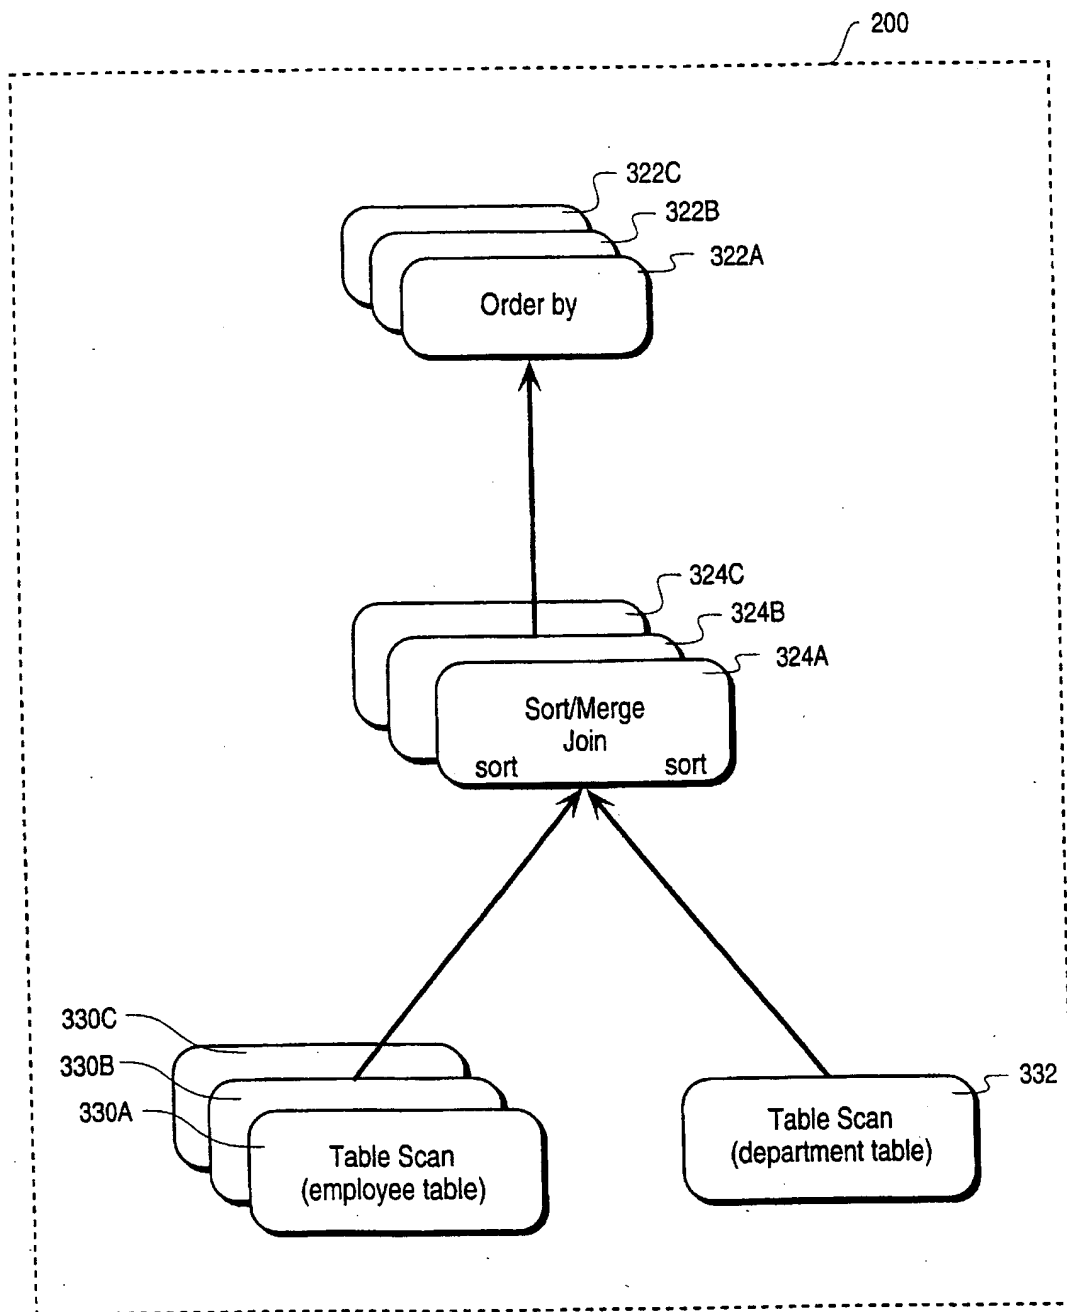 200
322C
322B
322A
Order by
324C
324B
324A
Sort/Merge
Join
sort sort
330C
330B
330A
332
Table Scan
(employee table)
Table Scan
(department table)